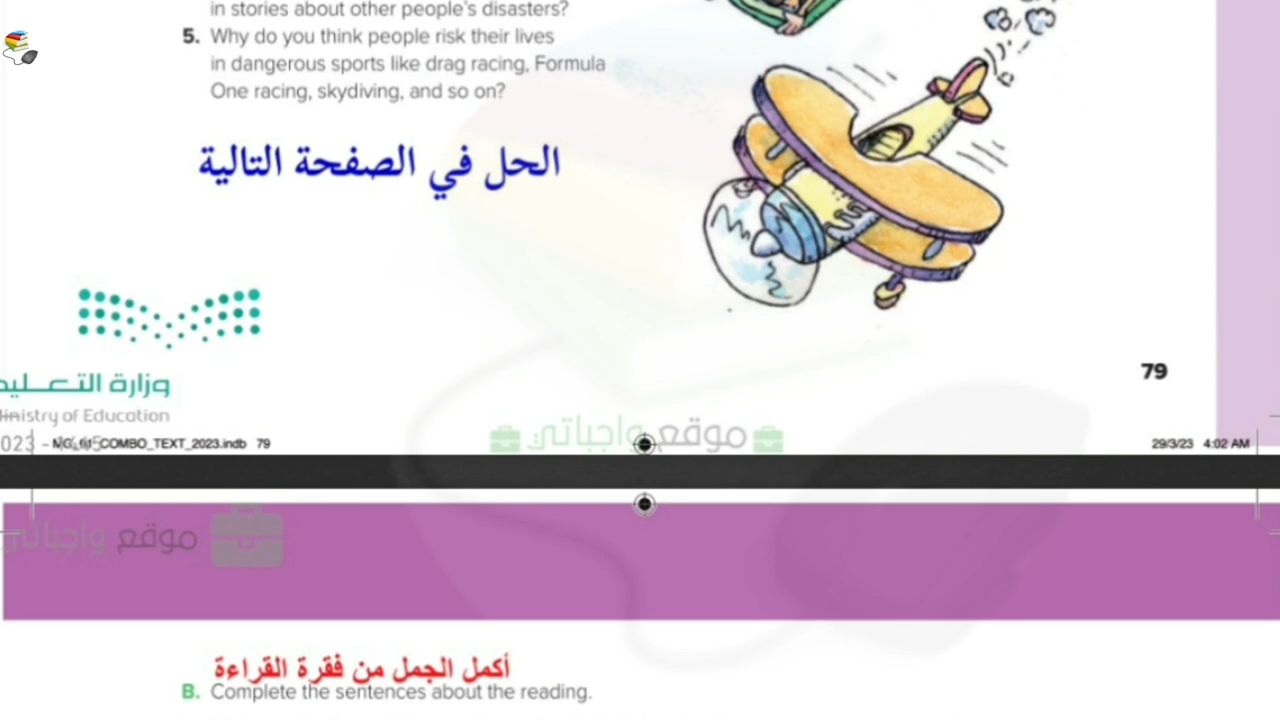 in stories about other people's disasters?
5. Why do you think people risk their lives
in dangerous sports like drag racing, Formula
One racing, skydiving, and so on?
الحل في الصفحة التالية
وزارة التعليم
Ministry of Education
79
2023 - 1445
MG_01_COMBO_TEXT_2023.indb 79
موقع واجباتي
29/3/23 4:02 AM
موقع واجباتي
أكمل الجمل من فقرة القراءة
B. Complete the sentences about the reading.